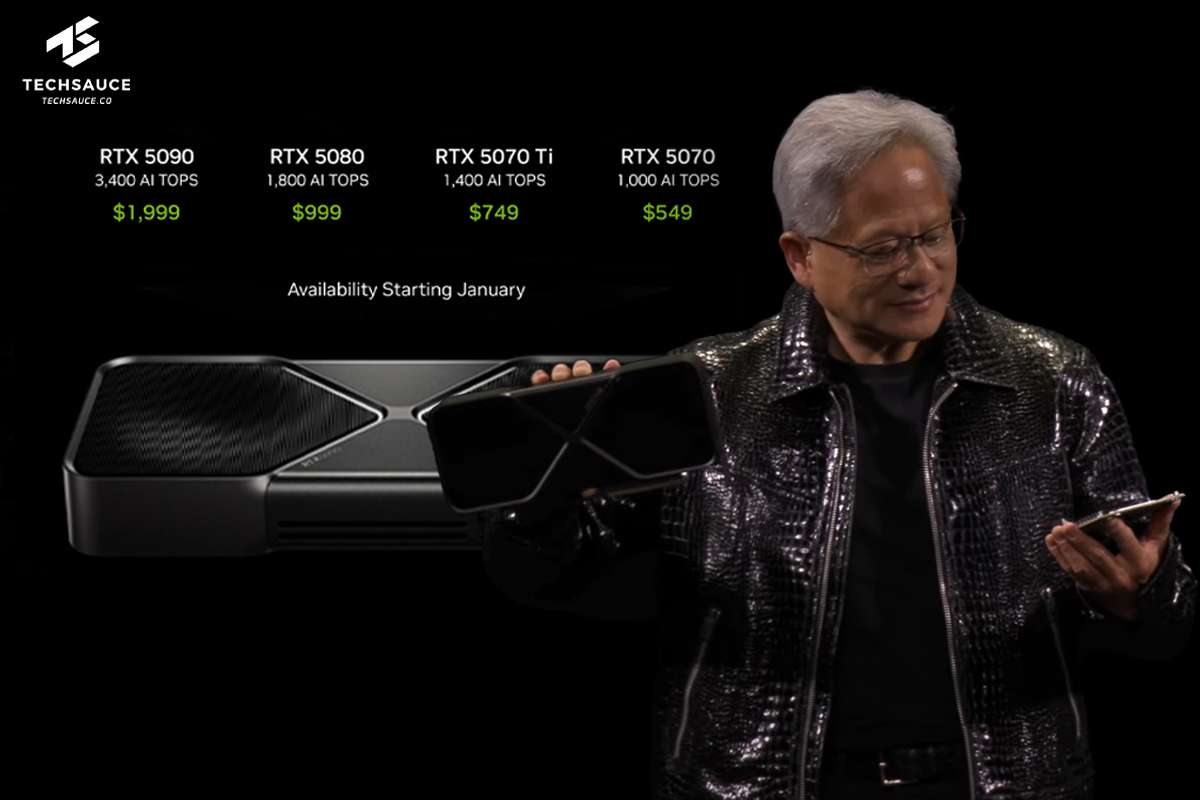 TECHSAUCE
TECHSAUCE.CO
RTX 5090
3,400 AI TOPS
$1,999
RTX 5080
1,800 AI TOPS
$999
RTX 5070 Ti
1,400 AI TOPS
$749
RTX 5070
1,000 AI TOPS
$549
Availability Starting January